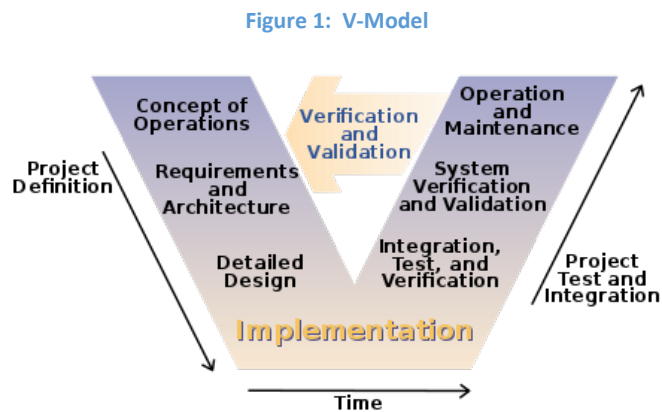 Figure 1: V-Model
Concept of
Operations
Verification
and
Validation
Operation
and
Maintenance
Project
Definition
Requirements
and
Architecture
System
Verification
and Validation
Detailed
Design
Integration,
Test, and
Verification
Project
Test and
Integration
Implementation
Time